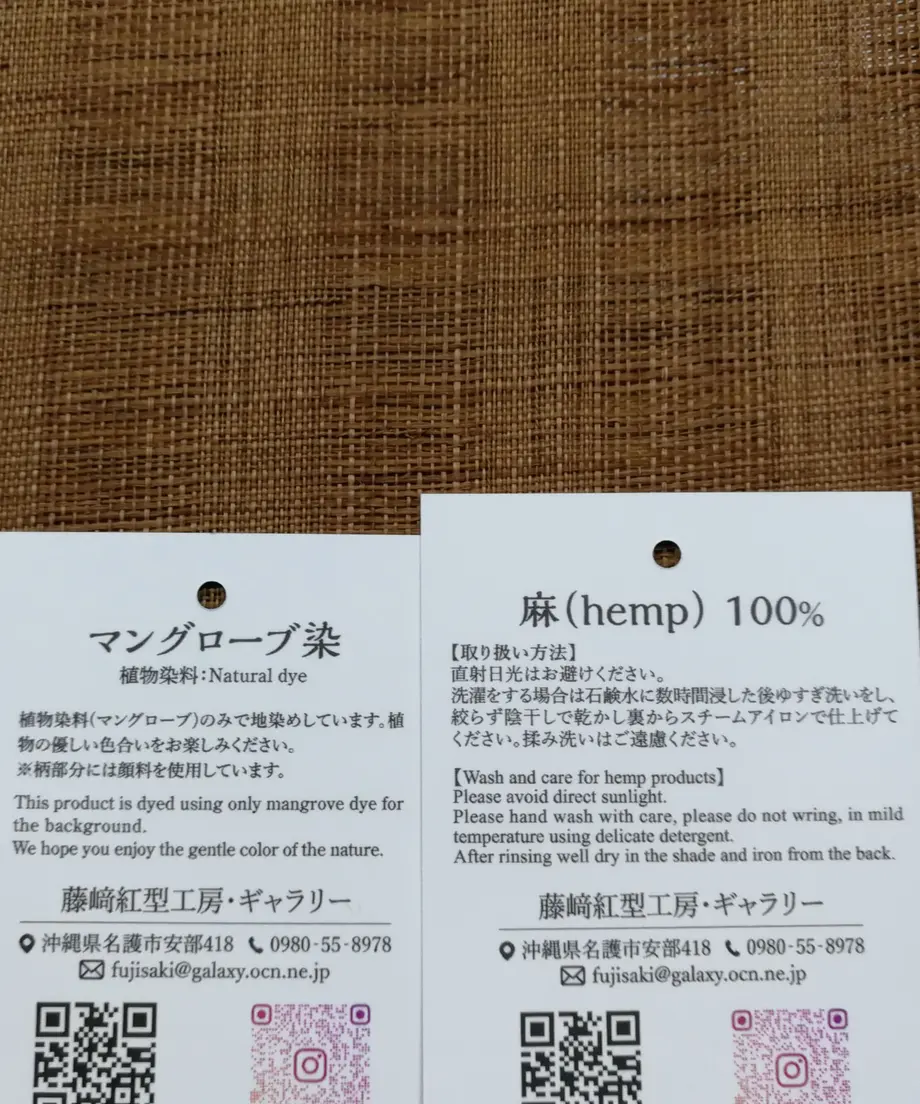 マングローブ染
植物染料：Natural dye
植物染料(マングローブ)のみで地染めしています。植
物の優しい色合いをお楽しみください。
※柄部分には顔料を使用しています。
This product is dyed using only mangrove dye for
the background.
We hope you enjoy the gentle color of the nature.
藤﨑紅型工房・ギャラリー
沖縄県名護市安部418 0980-55-8978
fujisaki@galaxy.ocn.ne.jp
麻(hemp) 100%
【取り扱い方法】
直射日光はお避けください。
洗濯をする場合は石鹸水に数時間浸した後ゆすぎ洗いをし、
絞らず陰干しで乾かし裏からスチームアイロンで仕上げて
ください。揉み洗いはご遠慮ください。
【Wash and care for hemp products】
Please avoid direct sunlight.
Please hand wash with care, please do not wring, in mild
temperature using delicate detergent.
After rinsing well dry in the shade and iron from the back.
藤﨑紅型工房・ギャラリー
沖縄県名護市安部418 0980-55-8978
fujisaki@galaxy.ocn.ne.jp